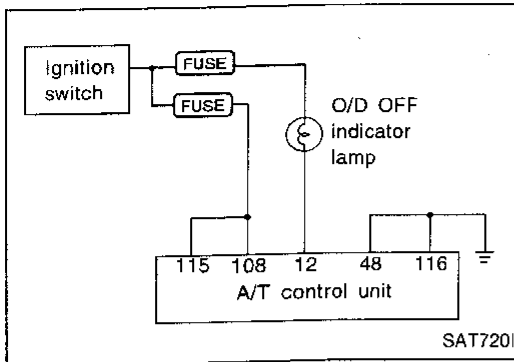 Ignition
switch
FUSE
FUSE
O/D OFF
indicator
lamp
115 108 12 48 116
A/T control unit
SAT720I